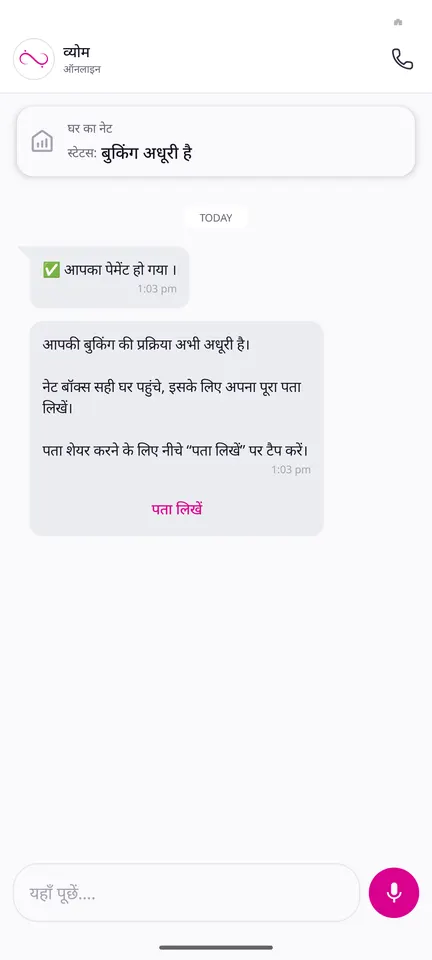 व्योम
ऑनलाइन
घर का नेट
स्टेटस: बुकिंग अधूरी है
TODAY
✅ आपका पेमेंट हो गया ।
1:03 pm
आपकी बुकिंग की प्रक्रिया अभी अधूरी है।
नेट बॉक्स सही घर पहुंचे, इसके लिए अपना पूरा पता
लिखें।
पता शेयर करने के लिए नीचे “पता लिखें” पर टैप करें।
1:03 pm
पता लिखें
यहाँ पूछें....